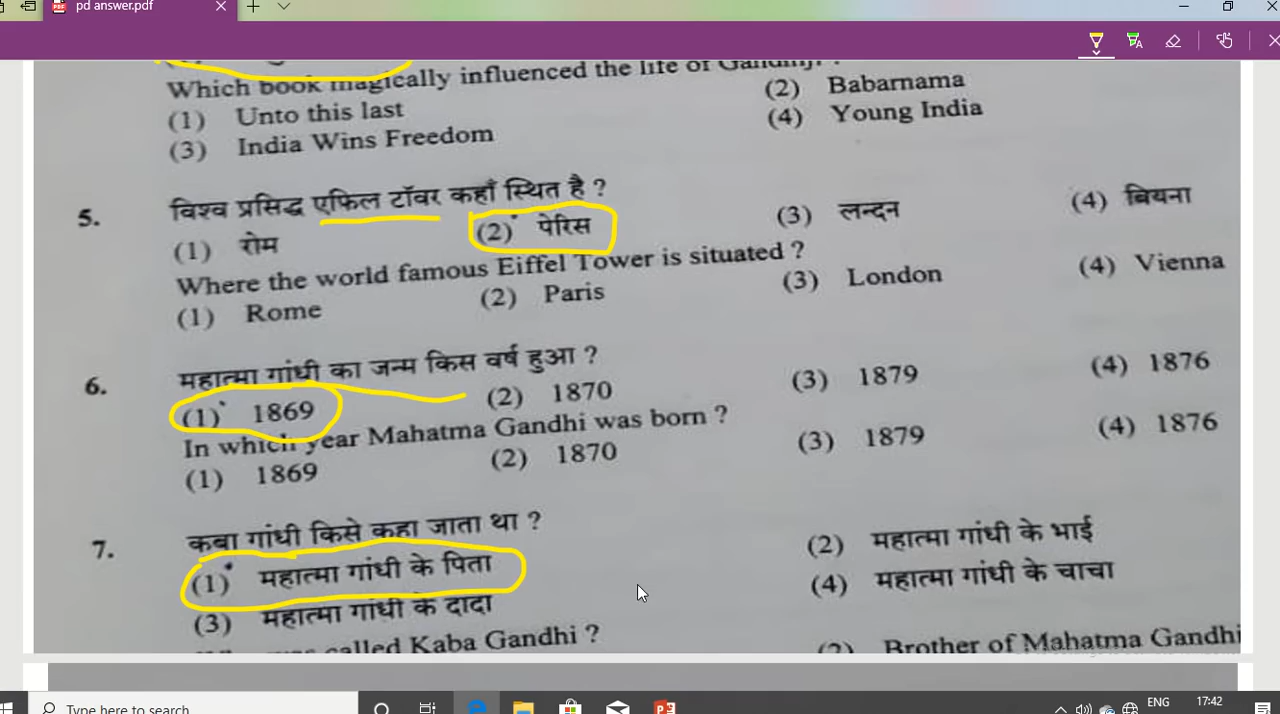 pd answer.pdf
Which book magically influenced the life of Gandhiji ?
(1) Unto this last (2) Babarnama
(3) India Wins Freedom (4) Young India
5. विश्व प्रसिद्ध एफिल टॉवर कहाँ स्थित है ?
(1) रोम (2) पेरिस (3) लन्दन (4) बियना
Where the world famous Eiffel Tower is situated ?
(1) Rome (2) Paris (3) London (4) Vienna
6. महात्मा गांधी का जन्म किस वर्ष हुआ ?
(1) 1869 (2) 1870 (3) 1879 (4) 1876
In which year Mahatma Gandhi was born ?
(1) 1869 (2) 1870 (3) 1879 (4) 1876
7. कबा गांधी किसे कहा जाता था ?
(1) महात्मा गांधी के पिता (2) महात्मा गांधी के भाई
(3) महात्मा गांधी के दादा (4) महात्मा गांधी के चाचा
was called Kaba Gandhi ?
(2) Brother of Mahatma Gandhi
Type here to search ENG 17:42